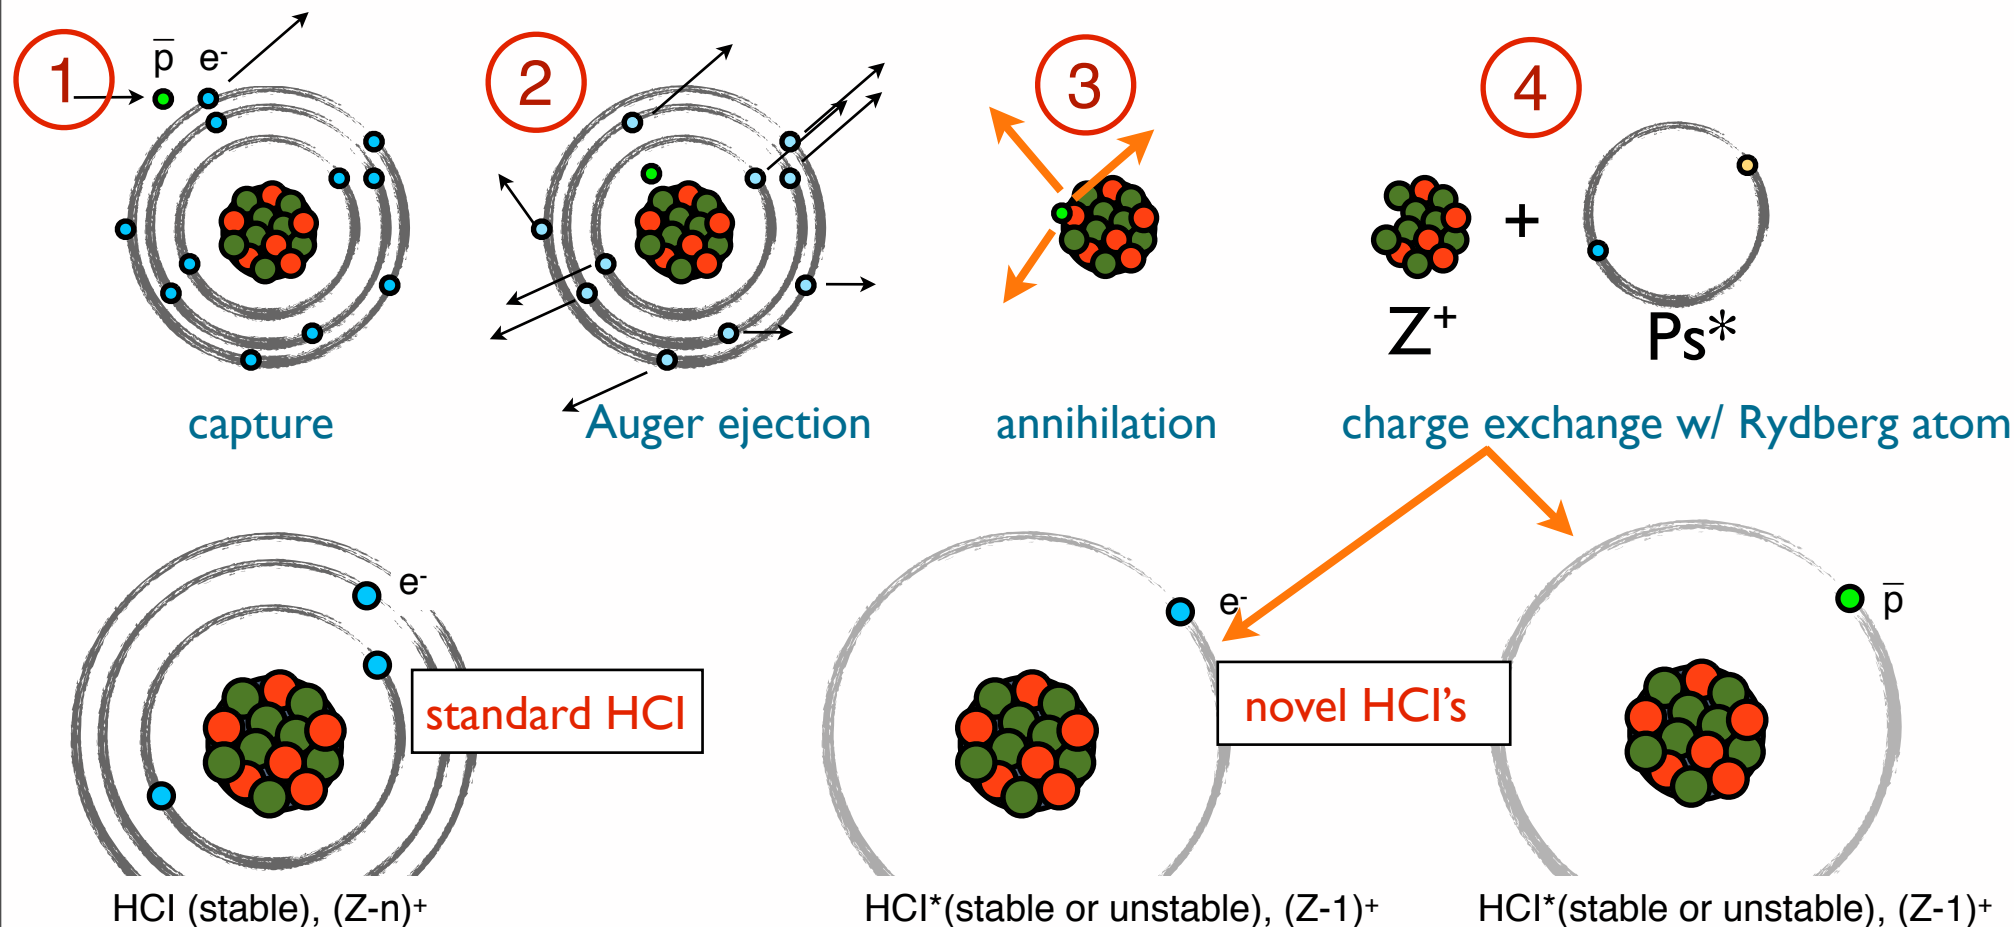 1
p̅ e⁻
2
3
4
+
Z⁺
Ps*
capture
Auger ejection
annihilation
charge exchange w/ Rydberg atom
e⁻
e⁻
p̅
standard HCI
novel HCI's
HCI (stable), (Z-n)⁺
HCI*(stable or unstable), (Z-1)⁺
HCI*(stable or unstable), (Z-1)⁺